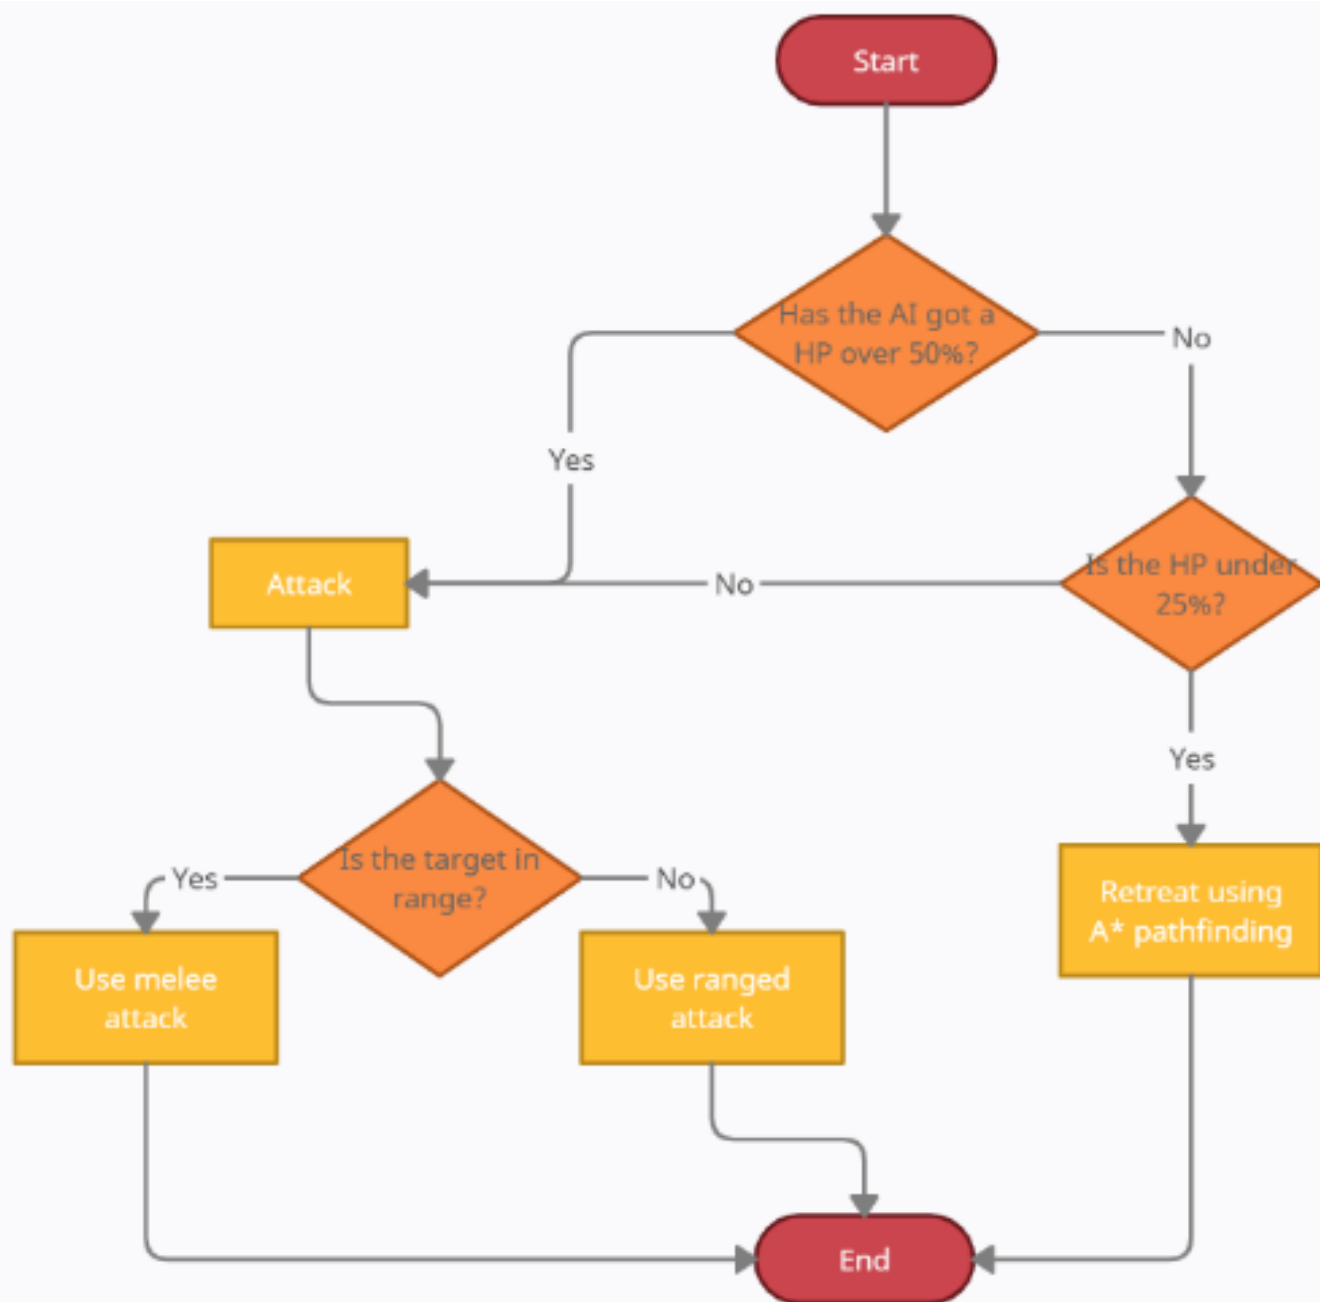 Start
Has the AI got a
HP over 50%?
No
Yes
Attack
No
Is the HP under
25%?
Yes
Is the target in
range?
Yes
No
Use melee
attack
Use ranged
attack
Retreat using
A* pathfinding
End